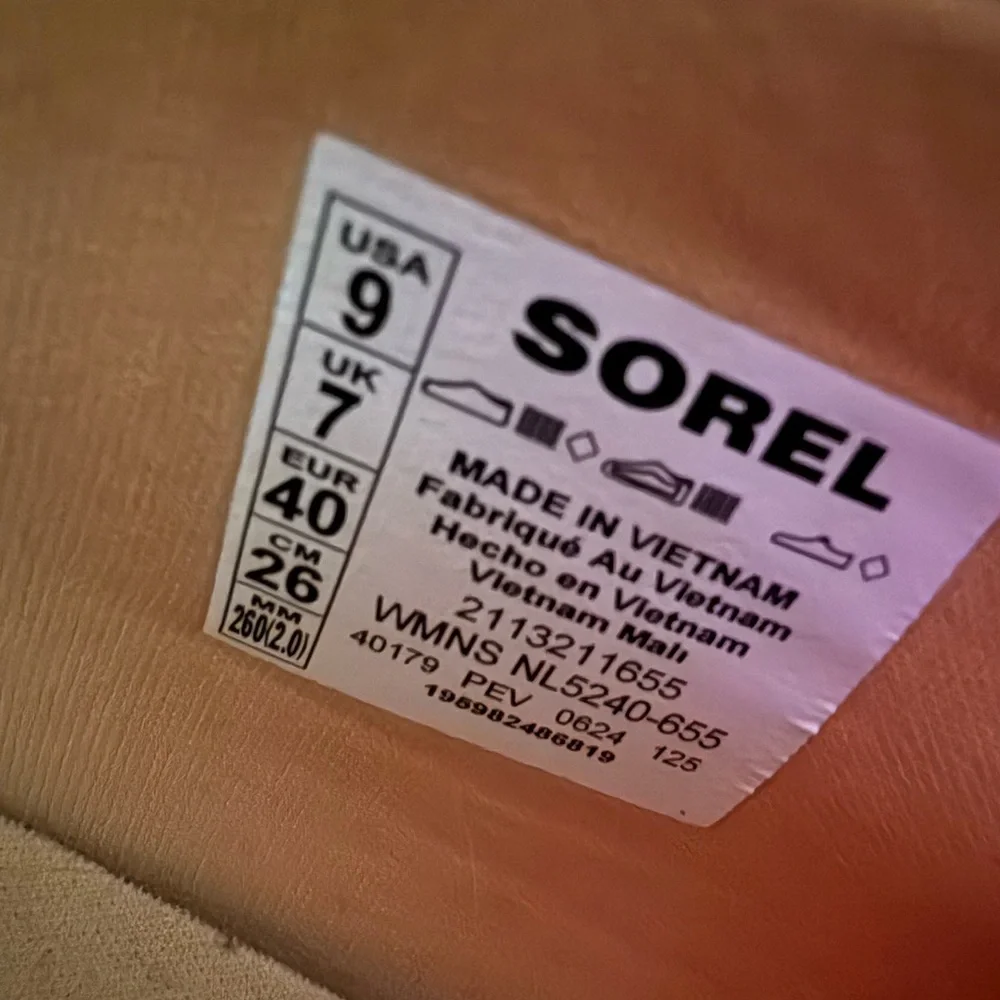 USA
9
UK
7
EUR
40
CM
26
MM
260(2.0)
SOREL
MADE IN VIETNAM
Fabriqué Au Vietnam
Hecho en Vietnam
Vietnam Malı
2113211655
WMNS NL5240-655
40179 PEV 0624 125
195982486819